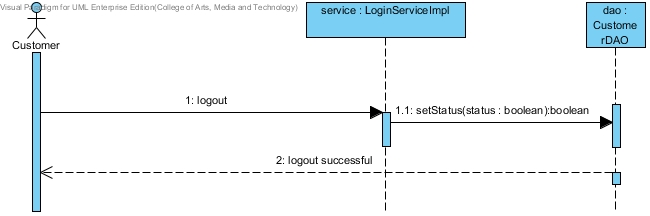 Visual Paradigm for UML Enterprise Edition(College of Arts, Media and Technology)
service : LoginServiceImpl
dao :
Custome
rDAO
Customer
1: logout
1.1: setStatus(status : boolean):boolean
2: logout successful